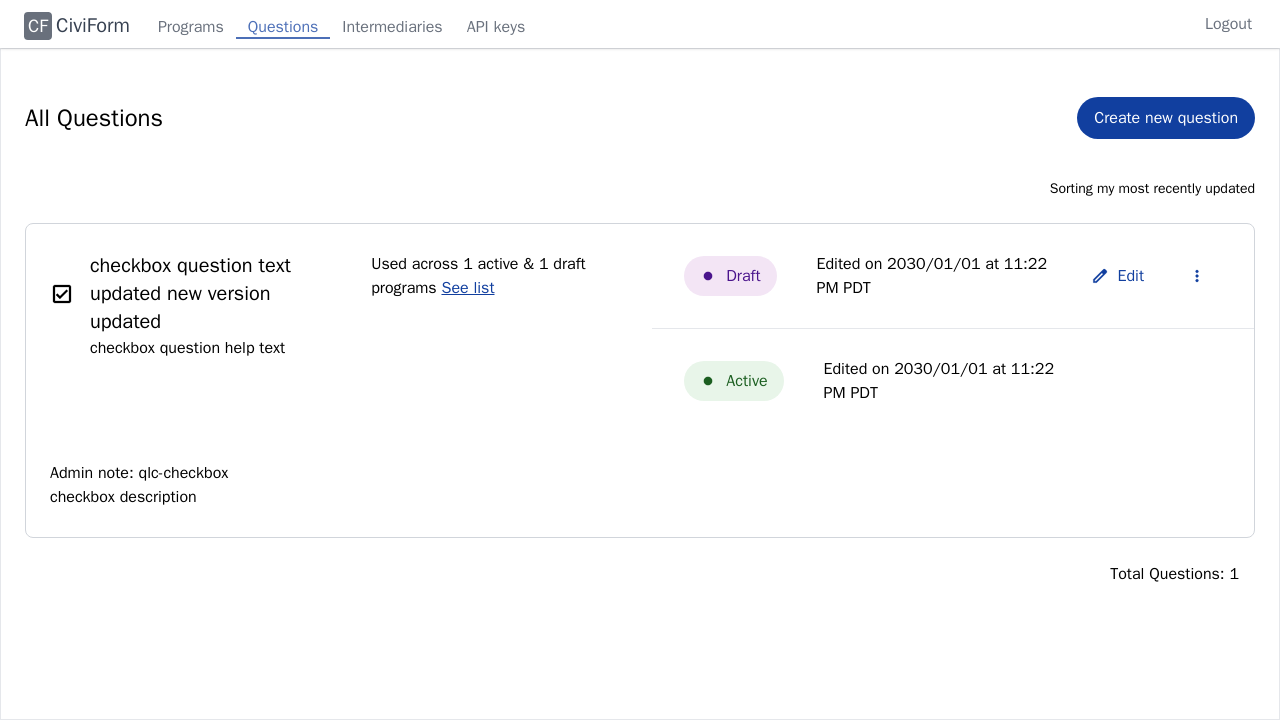 CF CiviForm Programs Questions Intermediaries API keys Logout
All Questions Create new question
Sorting my most recently updated
checkbox question text
updated new version
updated
checkbox question help text
Used across 1 active & 1 draft
programs See list
Draft
Edited on 2030/01/01 at 11:22
PM PDT
Edit
Active
Edited on 2030/01/01 at 11:22
PM PDT
Admin note: qlc-checkbox
checkbox description
Total Questions: 1